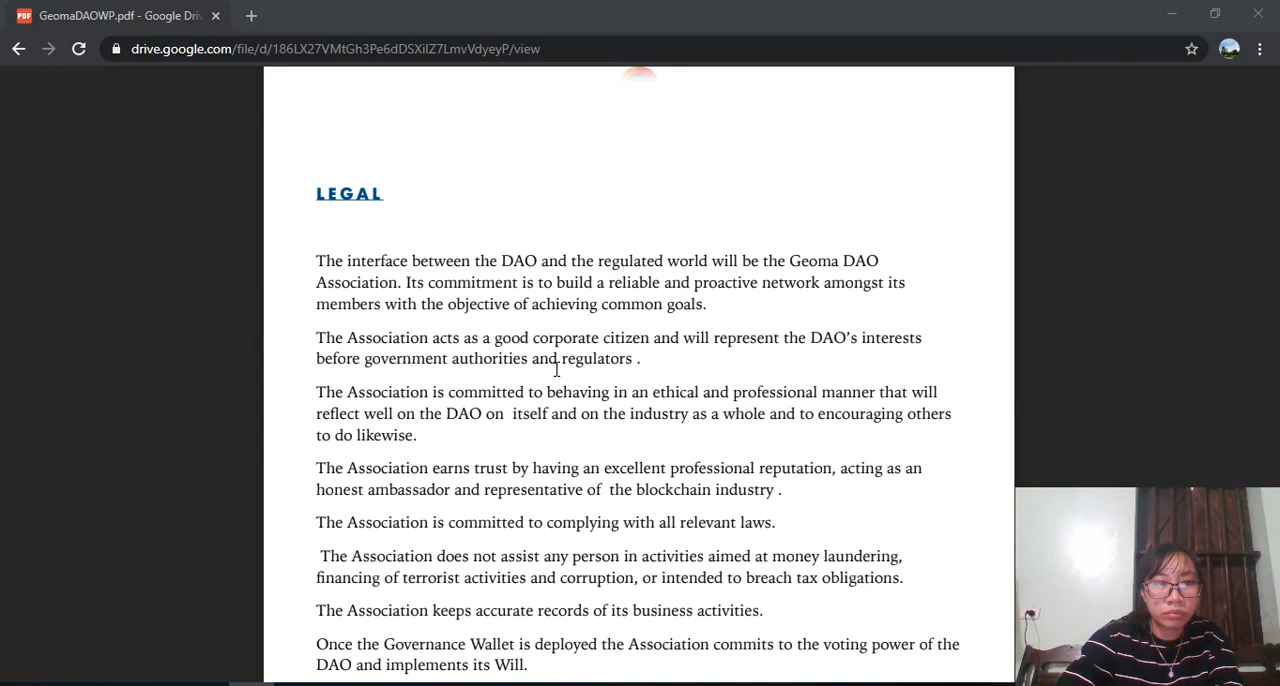 GeomaDAOWP.pdf - Google Dri
drive.google.com/file/d/186LX27VMtGh3Pe6dDSXiIZ7LmvVdyeyP/view
LEGAL
The interface between the DAO and the regulated world will be the Geoma DAO
Association. Its commitment is to build a reliable and proactive network amongst its
members with the objective of achieving common goals.
The Association acts as a good corporate citizen and will represent the DAO’s interests
before government authorities and regulators .
The Association is committed to behaving in an ethical and professional manner that will
reflect well on the DAO on  itself and on the industry as a whole and to encouraging others
to do likewise.
The Association earns trust by having an excellent professional reputation, acting as an
honest ambassador and representative of  the blockchain industry .
The Association is committed to complying with all relevant laws.
The Association does not assist any person in activities aimed at money laundering,
financing of terrorist activities and corruption, or intended to breach tax obligations.
The Association keeps accurate records of its business activities.
Once the Governance Wallet is deployed the Association commits to the voting power of the
DAO and implements its Will.